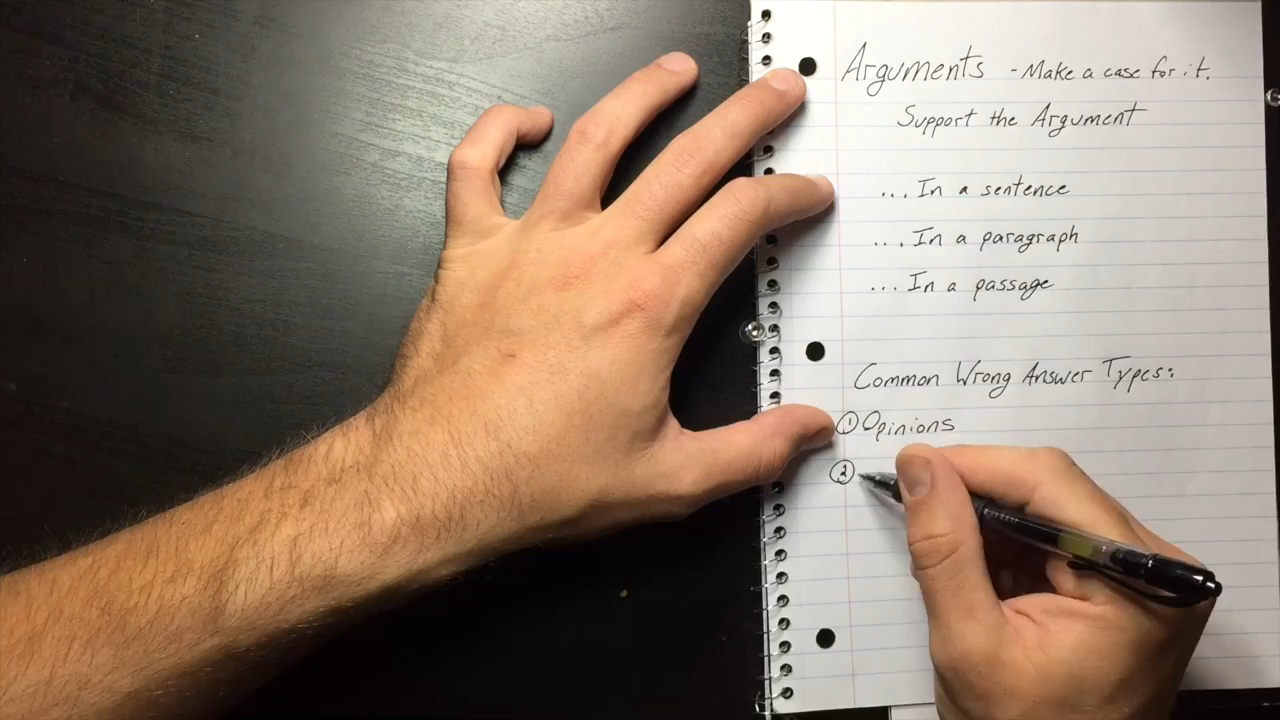 Arguments - Make a case for it.
Support the Argument
... In a sentence
... In a paragraph
... In a passage
Common Wrong Answer Types:
① Opinions
②